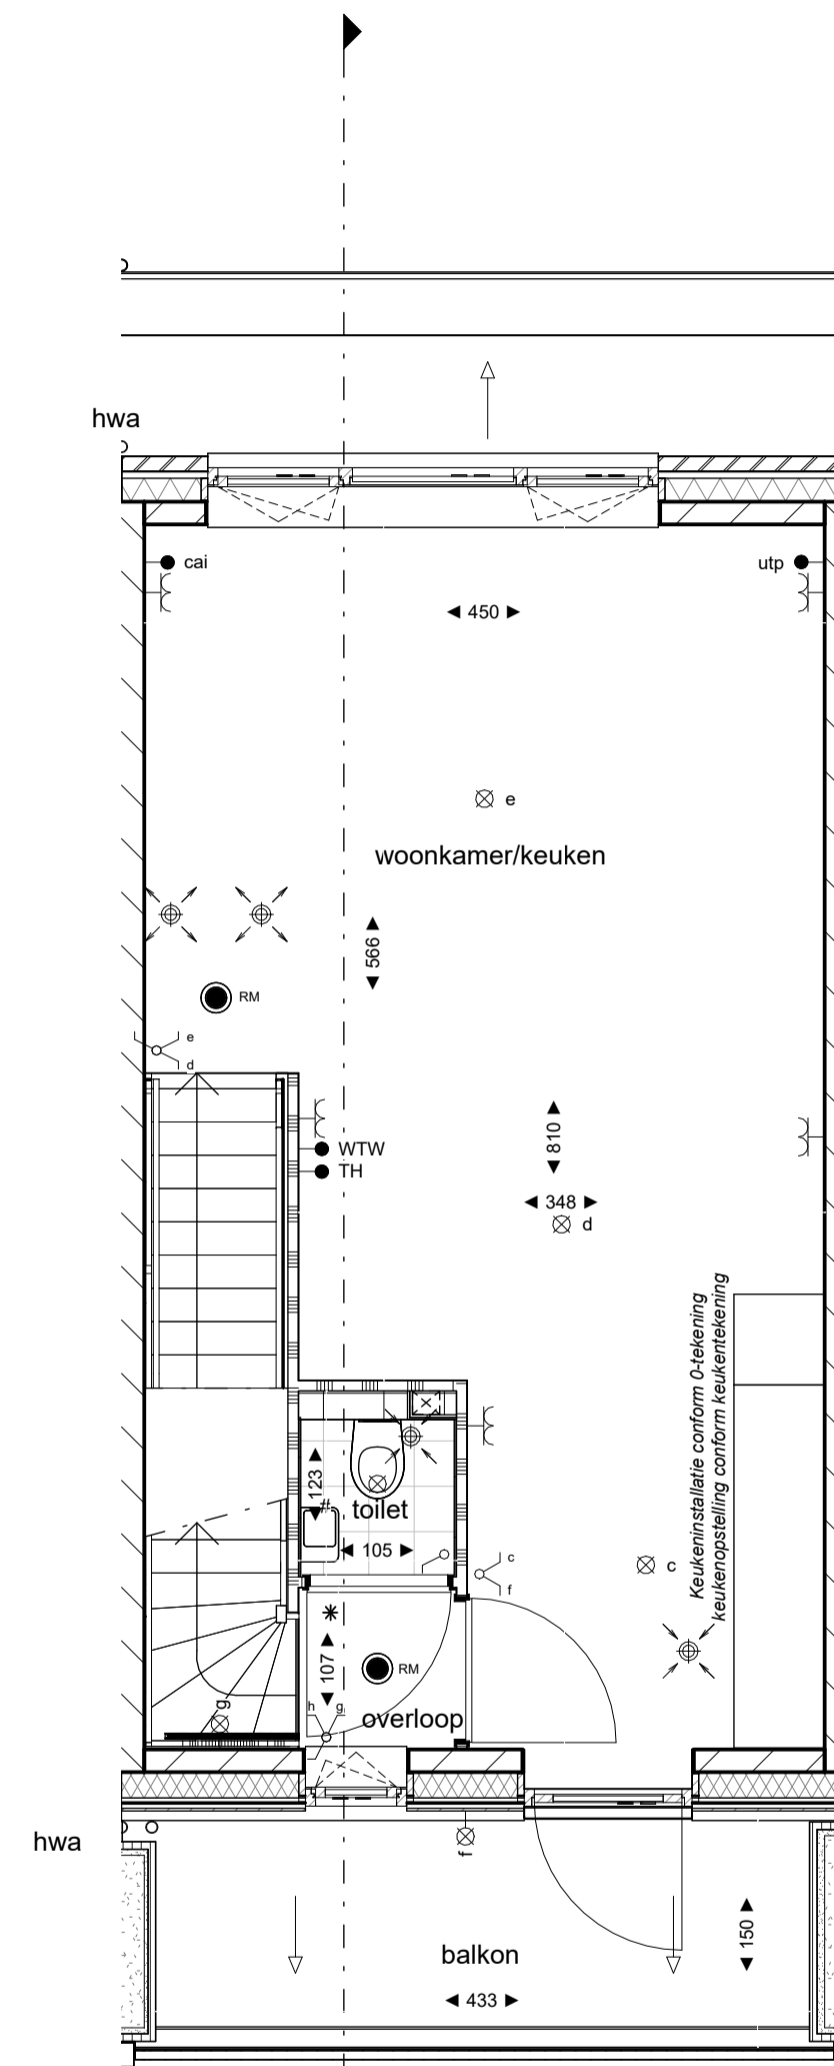 hwa
cai
utp
◄ 450 ►
e
woonkamer/keuken
◄ 566 ►
RM
e
d
WTW
TH
◄ 810 ►
◄ 348 ►
d
Keukeninstallatie conform 0-tekening
keukenopstelling conform keukentekening
x
◄ 123 ►
#
toilet
◄ 105 ►
c
f
c
*
◄ 107 ►
RM
h
g
g
overloop
hwa
f
balkon
◄ 150 ►
◄ 433 ►